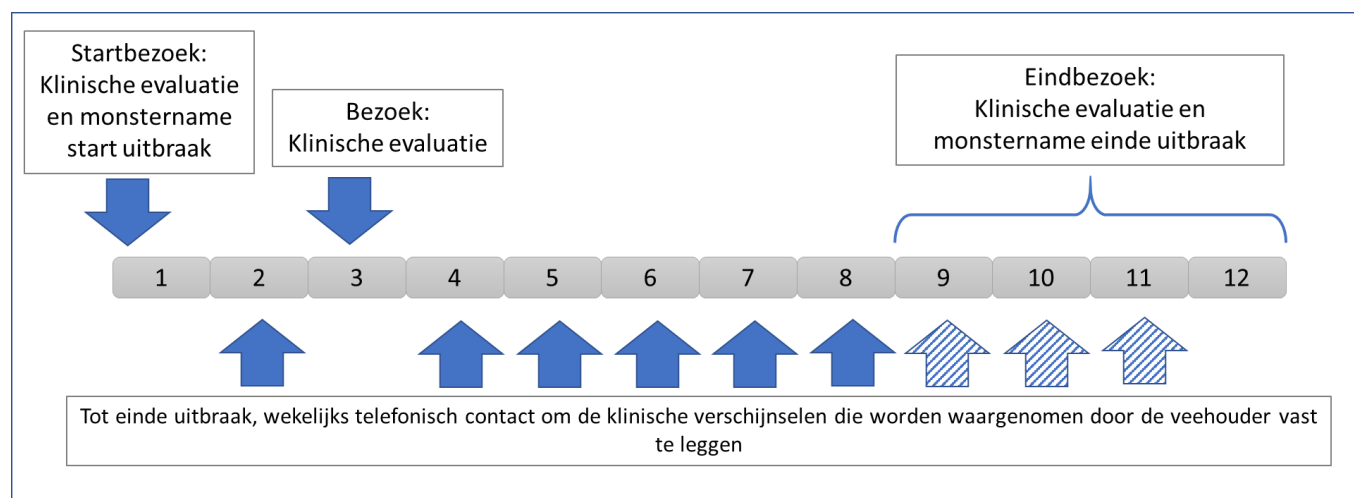 Startbezoek:
Klinische evaluatie
en monstername
start uitbraak
Bezoek:
Klinische evaluatie
Eindbezoek:
Klinische evaluatie en
monstername einde uitbraak
1 2 3 4 5 6 7 8 9 10 11 12
Tot einde uitbraak, wekelijks telefonisch contact om de klinische verschijnselen die worden waargenomen door de veehouder vast
te leggen